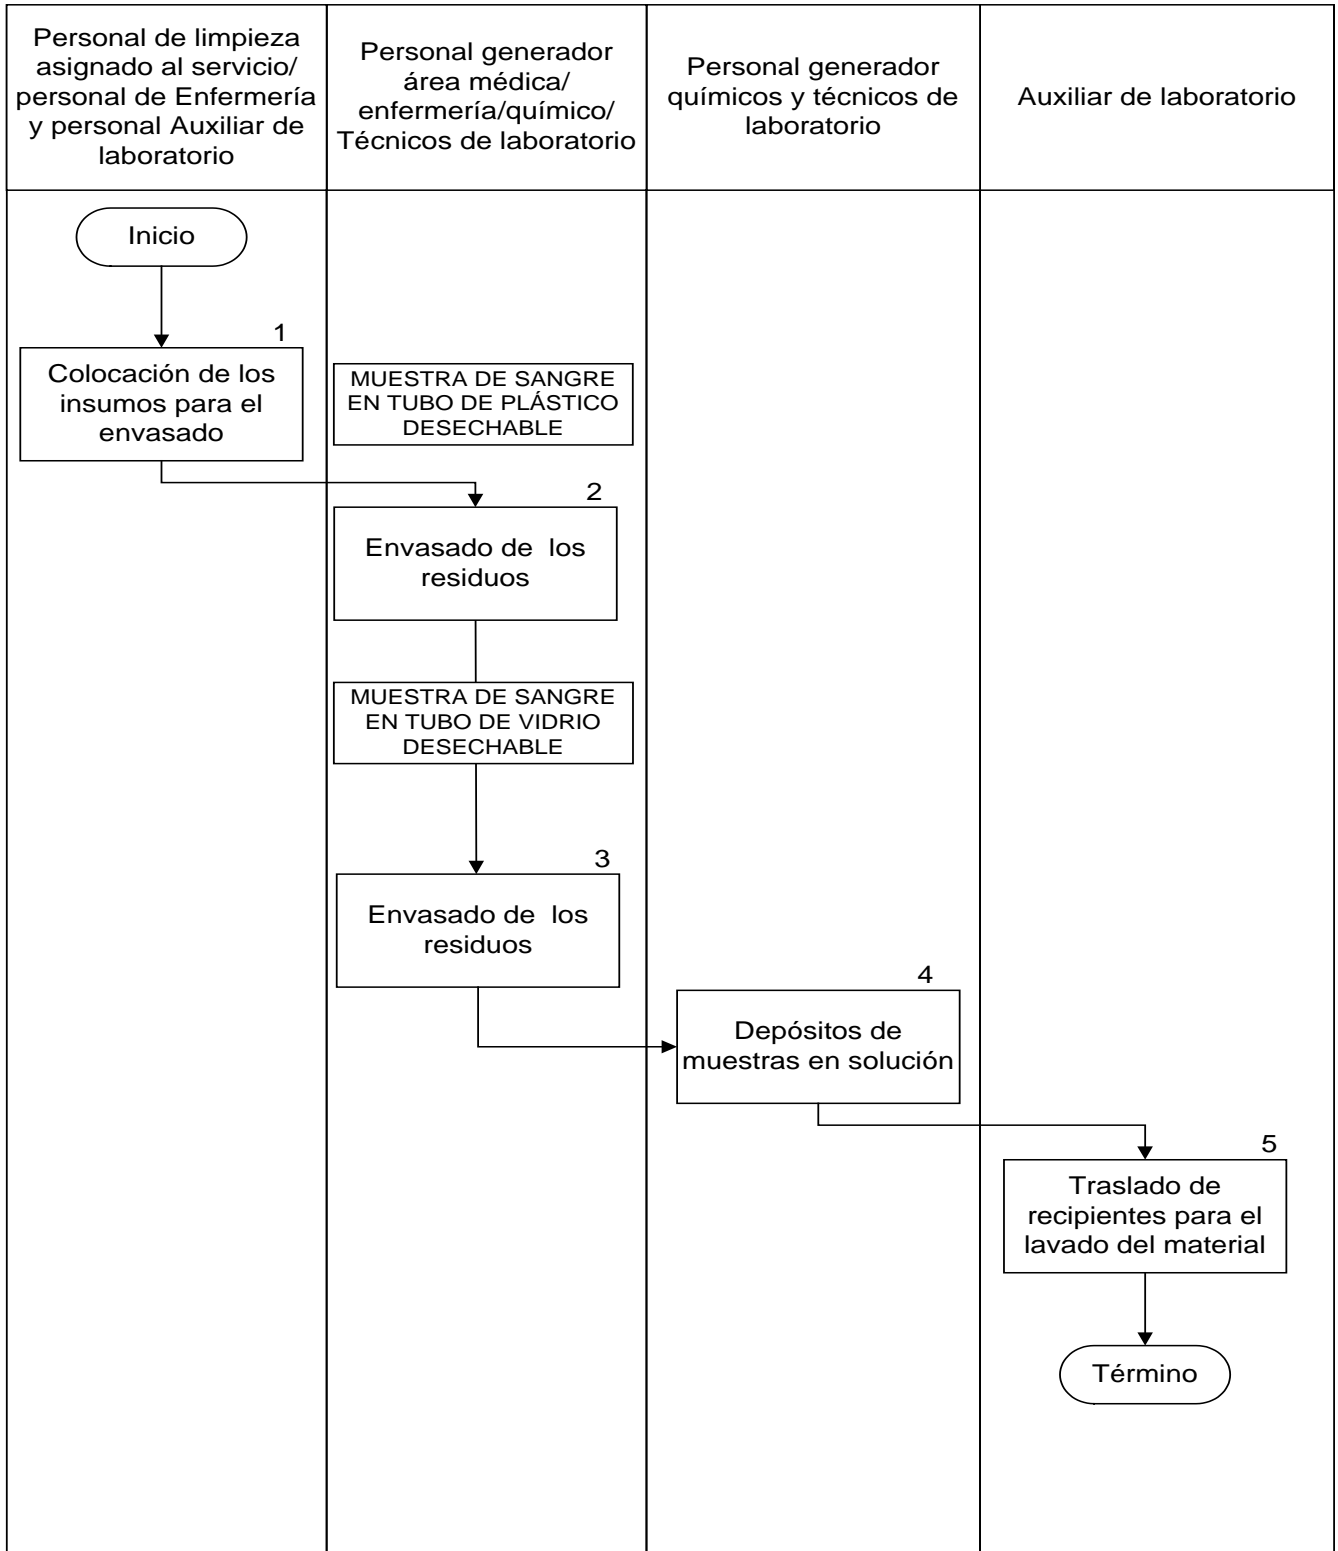 Personal de limpieza
asignado al servicio/
personal de Enfermería
y personal Auxiliar de
laboratorio
Personal generador
área médica/
enfermería/químico/
Técnicos de laboratorio
Personal generador
químicos y técnicos de
laboratorio
Auxiliar de laboratorio
Inicio
1
Colocación de los
insumos para el
envasado
MUESTRA DE SANGRE
EN TUBO DE PLÁSTICO
DESECHABLE
2
Envasado de los
residuos
MUESTRA DE SANGRE
EN TUBO DE VIDRIO
DESECHABLE
3
Envasado de los
residuos
4
Depósitos de
muestras en solución
5
Traslado de
recipientes para el
lavado del material
Término